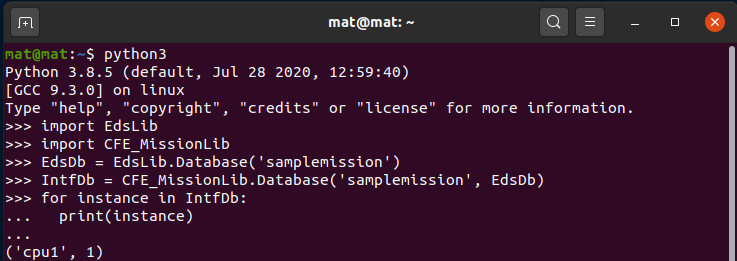 mat@mat: ~
mat@mat:~$ python3
Python 3.8.5 (default, Jul 28 2020, 12:59:40)
[GCC 9.3.0] on linux
Type "help", "copyright", "credits" or "license" for more information.
>>> import EdsLib
>>> import CFE_MissionLib
>>> EdsDb = EdsLib.Database('samplemission')
>>> IntfDb = CFE_MissionLib.Database('samplemission', EdsDb)
>>> for instance in IntfDb:
...   print(instance)
...
('cpu1', 1)